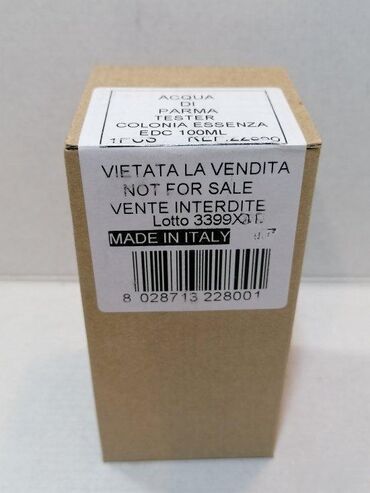 ACQUA
DI
PARMA
TESTER
COLONIA ESSENZA
EDC 100ML
VIETATA LA VENDITA
NOT FOR SALE
VENTE INTERDITE
Lotto
MADE IN ITALY
8 028713 228001